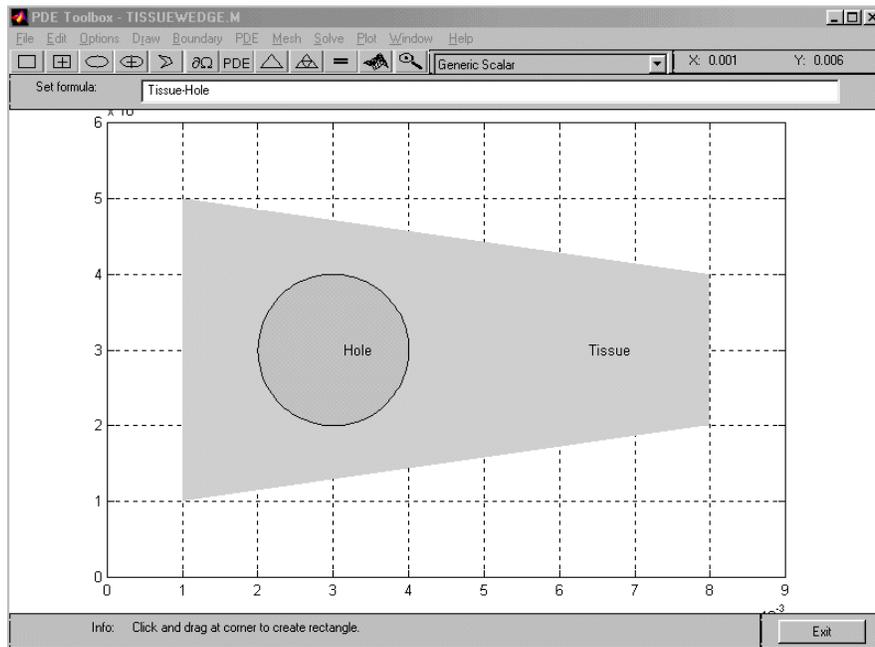 PDE Toolbox - TISSUEWEDGE.M
File Edit Options Draw Boundary PDE Mesh Solve Plot Window Help
∂Ω PDE = Generic Scalar X: 0.001 Y: 0.006
Set formula: Tissue-Hole
6
5
4
3
2
1
0
Hole
Tissue
0 1 2 3 4 5 6 7 8 9
Info: Click and drag at corner to create rectangle.
Exit